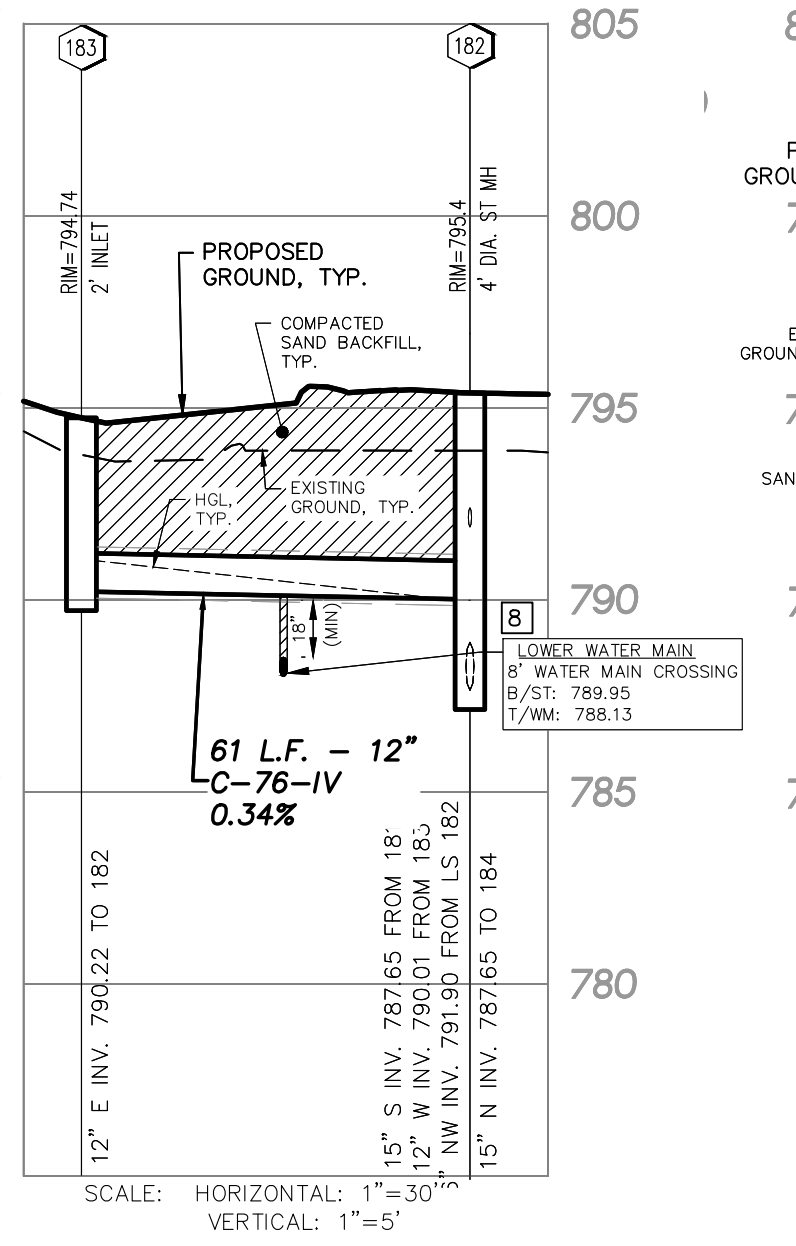 805
183
182
RIM=794.74
2' INLET
RIM=795.4
4' DIA. ST MH
800
PROPOSED
GROUND, TYP.
COMPACTED
SAND BACKFILL,
TYP.
795
HGL,
TYP.
EXISTING
GROUND, TYP.
790
18"
(MIN)
8
LOWER WATER MAIN
8' WATER MAIN CROSSING
B/ST: 789.95
T/WM: 788.13
61 L.F. - 12"
C-76-IV
0.34%
785
780
12" E INV. 790.22 TO 182
15" S INV. 787.65 FROM
12" W INV. 790.01 FROM 183
NW INV. 791.90 FROM LS 182
15" N INV. 787.65 TO 184
SCALE: HORIZONTAL: 1"=30'
VERTICAL: 1"=5'